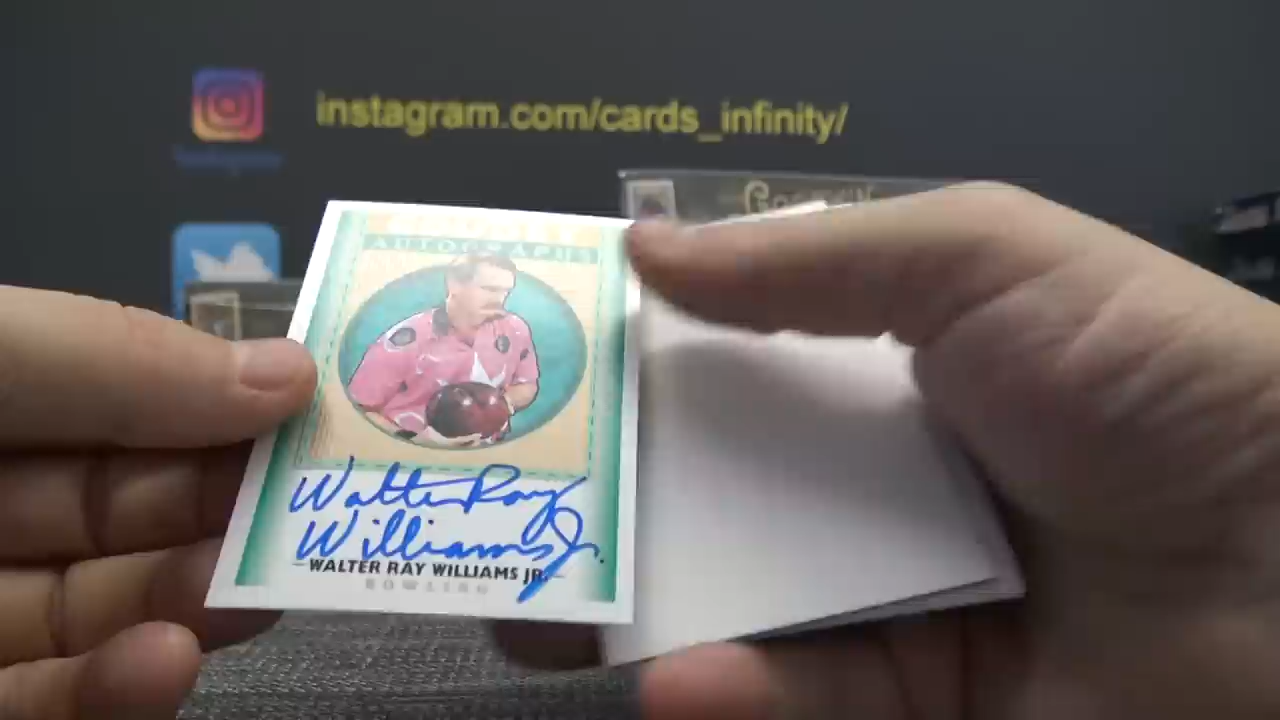 instagram.com/cards_infinity/
AUTOGRAPHS
Walter Ray
Williams Jr.
WALTER RAY WILLIAMS JR.
BOWLING